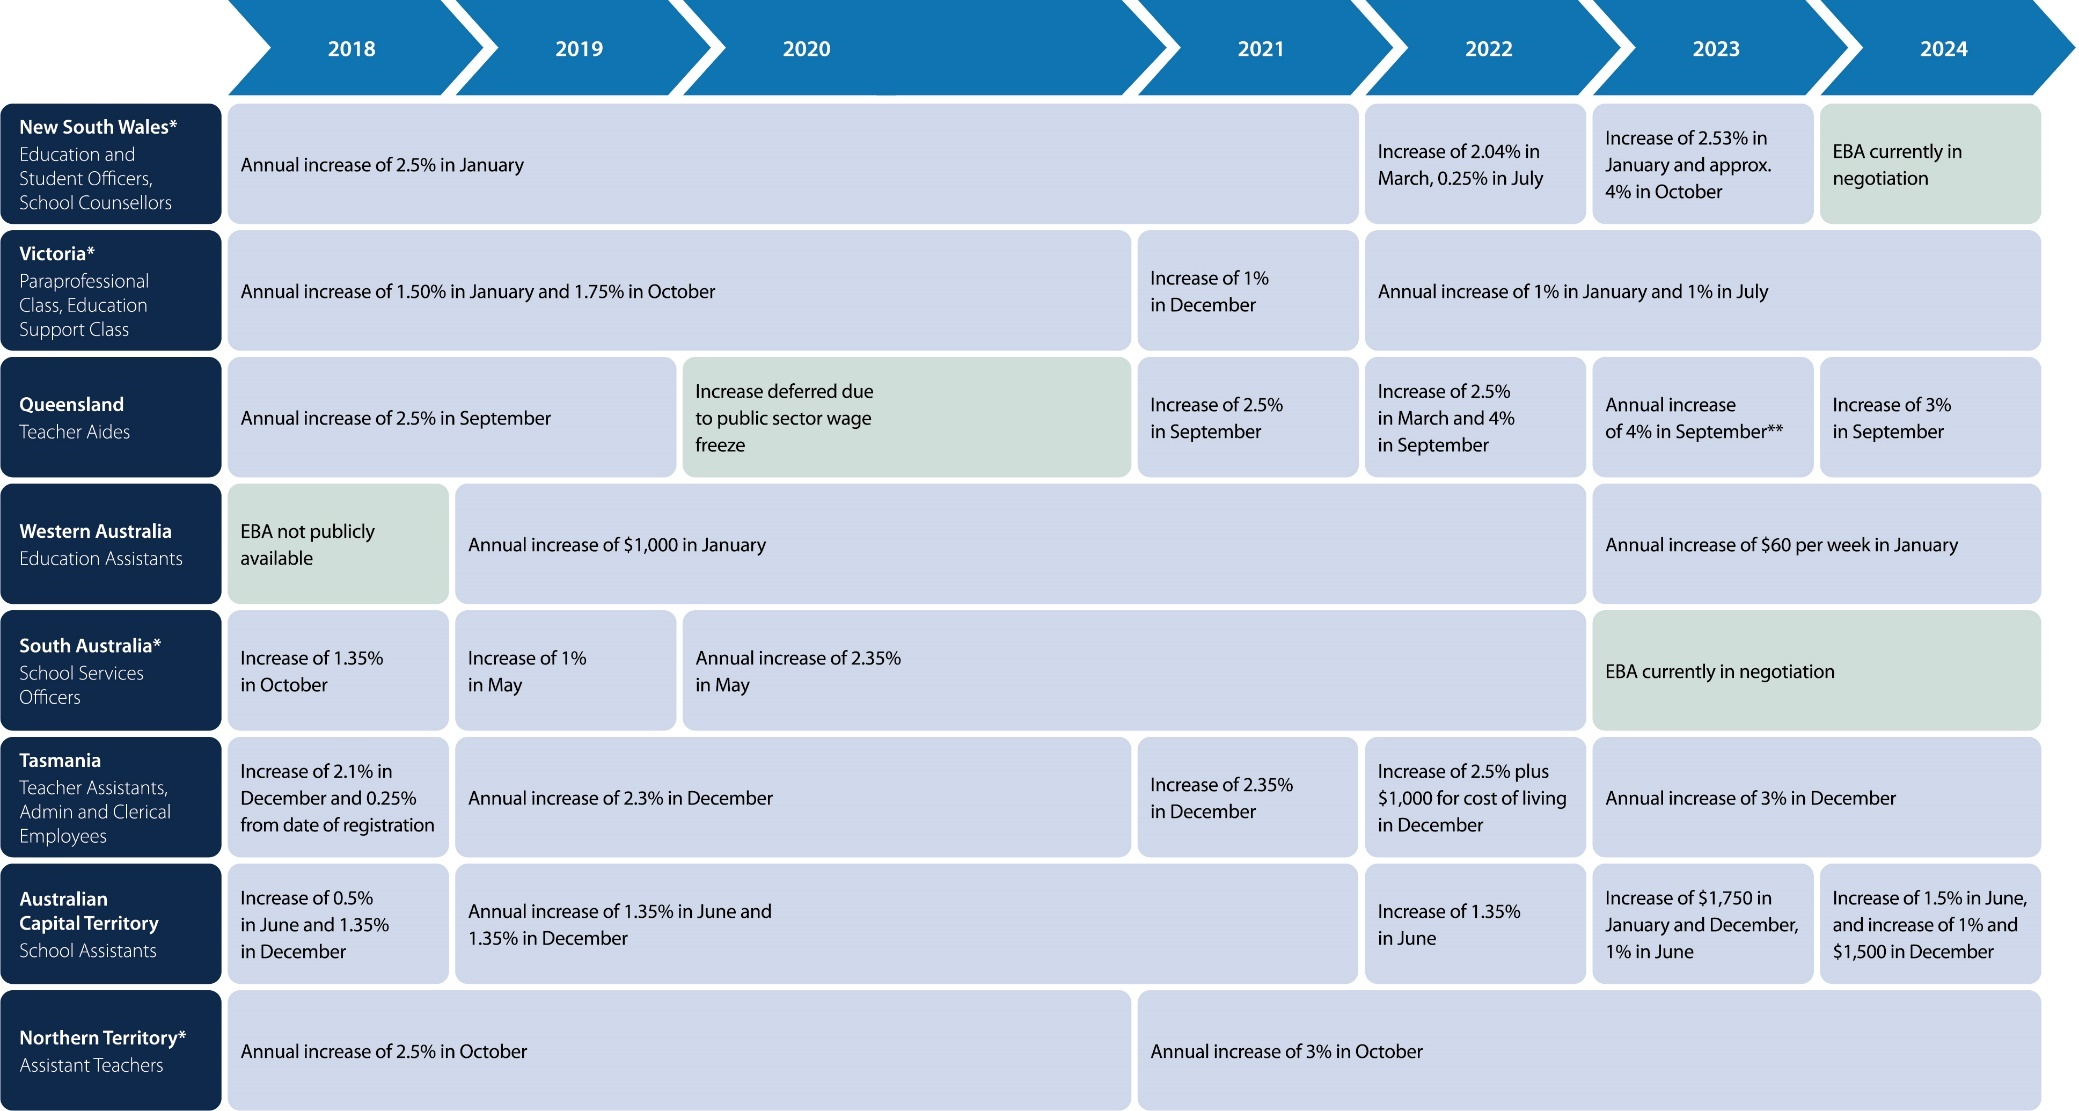 2018
2019
2020
2021
2022
2023
2024
New South Wales*
Education and
Student Officers,
School Counsellors
Annual increase of 2.5% in January
Increase of 2.04% in
March, 0.25% in July
Increase of 2.53% in
January and approx.
4% in October
EBA currently in
negotiation
Victoria*
Paraprofessional
Class, Education
Support Class
Annual increase of 1.50% in January and 1.75% in October
Increase of 1%
in December
Annual increase of 1% in January and 1% in July
Queensland
Teacher Aides
Annual increase of 2.5% in September
Increase deferred due
to public sector wage
freeze
Increase of 2.5%
in September
Increase of 2.5%
in March and 4%
in September
Annual increase
of 4% in September**
Increase of 3%
in September
Western Australia
Education Assistants
EBA not publicly
available
Annual increase of $1,000 in January
Annual increase of $60 per week in January
South Australia*
School Services
Officers
Increase of 1.35%
in October
Increase of 1%
in May
Annual increase of 2.35%
in May
EBA currently in negotiation
Tasmania
Teacher Assistants,
Admin and Clerical
Employees
Increase of 2.1% in
December and 0.25%
from date of registration
Annual increase of 2.3% in December
Increase of 2.35%
in December
Increase of 2.5% plus
$1,000 for cost of living
in December
Annual increase of 3% in December
Australian
Capital Territory
School Assistants
Increase of 0.5%
in June and 1.35%
in December
Annual increase of 1.35% in June and
1.35% in December
Increase of 1.35%
in June
Increase of $1,750 in
January and December,
1% in June
Increase of 1.5% in June,
and increase of 1% and
$1,500 in December
Northern Territory*
Assistant Teachers
Annual increase of 2.5% in October
Annual increase of 3% in October